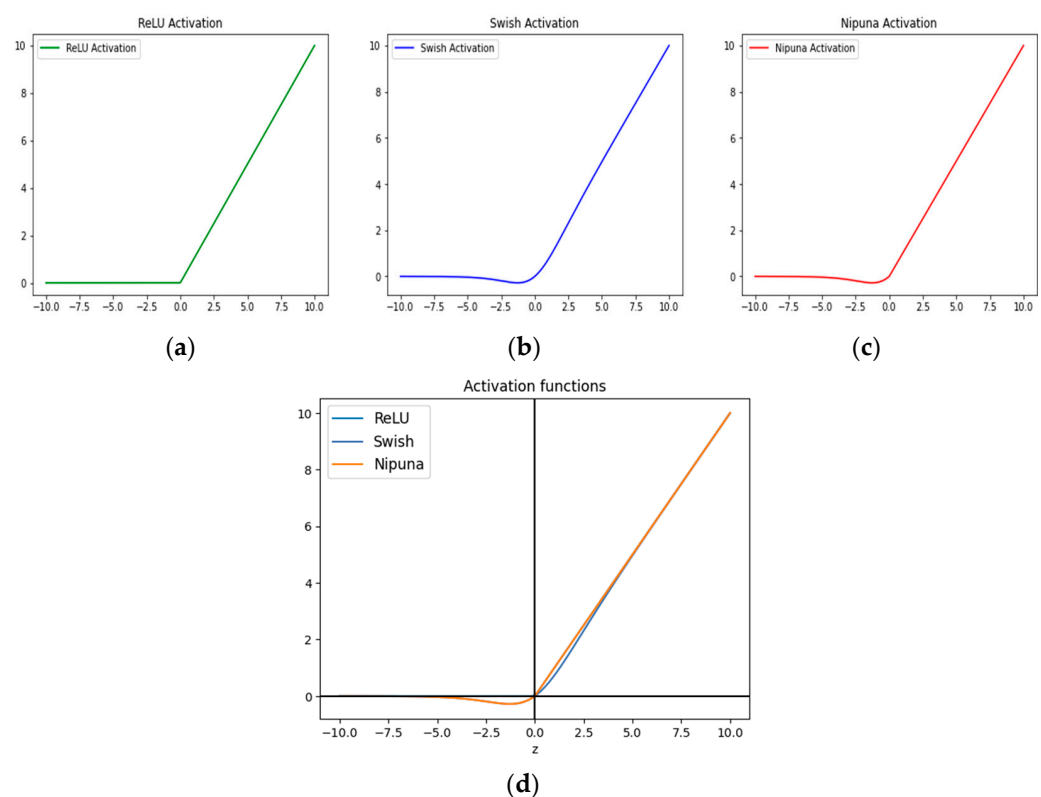 ReLU Activation
ReLU Activation
10
8
6
4
2
0
−10.0 −7.5 −5.0 −2.5 0.0 2.5 5.0 7.5 10.0
(a)
Swish Activation
Swish Activation
10
8
6
4
2
0
−10.0 −7.5 −5.0 −2.5 0.0 2.5 5.0 7.5 10.0
(b)
Nipuna Activation
Nipuna Activation
10
8
6
4
2
0
−10.0 −7.5 −5.0 −2.5 0.0 2.5 5.0 7.5 10.0
(c)
Activation functions
ReLU
Swish
Nipuna
10
8
6
4
2
0
−10.0 −7.5 −5.0 −2.5 0.0 2.5 5.0 7.5 10.0
z
(d)